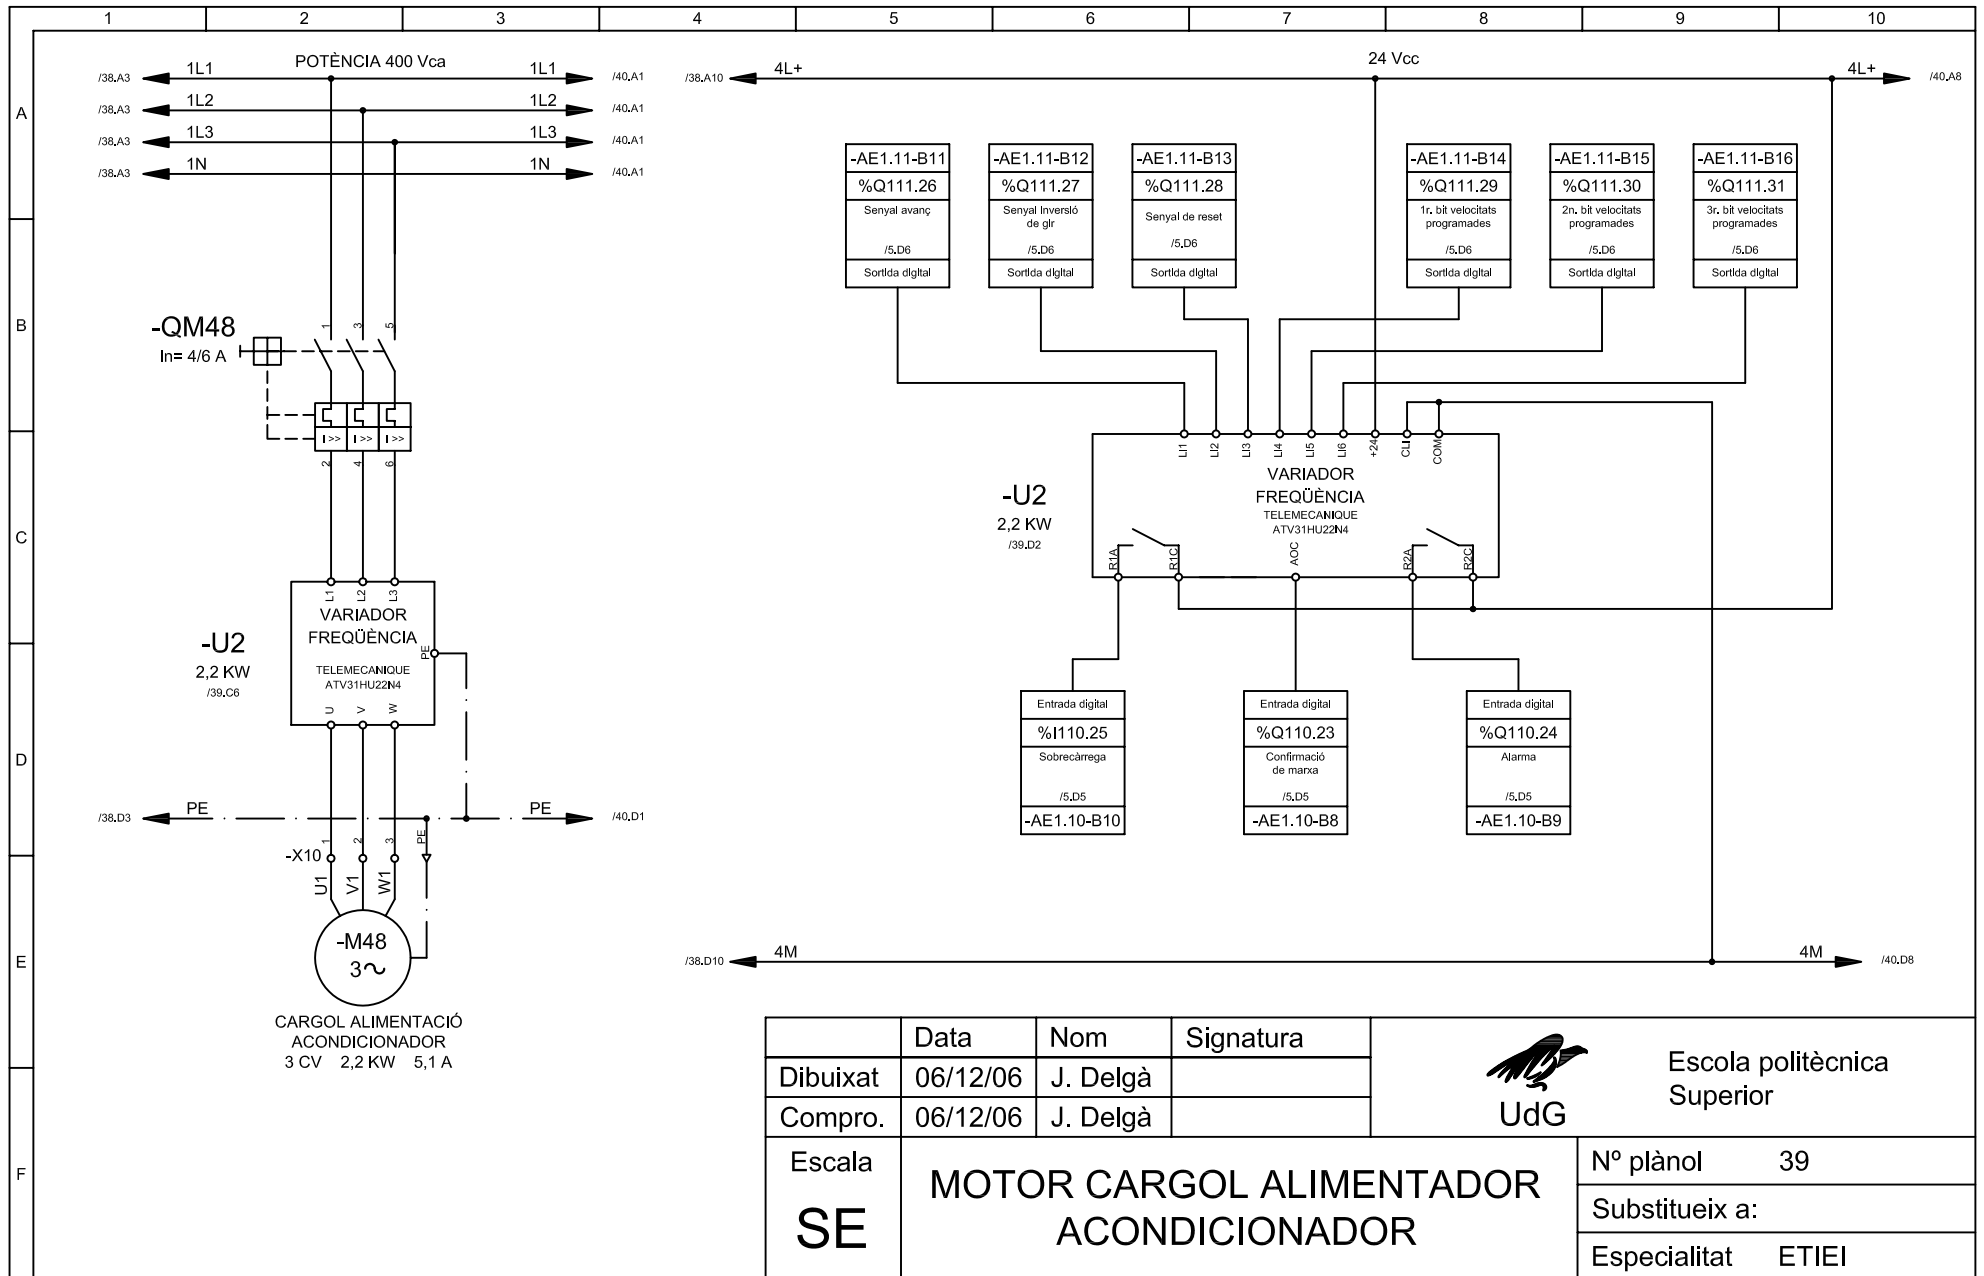 1 2 3 4 5 6 7 8 9 10
A
B
C
D
E
F
POTÈNCIA 400 Vca
/38.A3 1L1 1L1 /40.A1
/38.A3 1L2 1L2 /40.A1
/38.A3 1L3 1L3 /40.A1
/38.A3 1N 1N /40.A1
-QM48
In= 4/6 A
1 3 5
I >> I >> I >>
2 4 6
L1 L2 L3
VARIADOR
FREQÜÈNCIA
TELEMECANIQUE
ATV31HU22N4
PE
U V W
-U2
2,2 KW
/39.C6
/38.D3 PE PE /40.D1
1 2 3 PE
-X10
U1 V1 W1
-M48
3~
CARGOL ALIMENTACIÓ
ACONDICIONADOR
3 CV 2,2 KW 5,1 A
24 Vcc
/38.A10 4L+ 4L+ /40.A8
-AE1.11-B11
%Q111.26
Senyal avanç
/5.D6
Sortida digital
-AE1.11-B12
%Q111.27
Senyal Inversió
de gir
/5.D6
Sortida digital
-AE1.11-B13
%Q111.28
Senyal de reset
/5.D6
Sortida digital
-AE1.11-B14
%Q111.29
1r. bit velocitats
programades
/5.D6
Sortida digital
-AE1.11-B15
%Q111.30
2n. bit velocitats
programades
/5.D6
Sortida digital
-AE1.11-B16
%Q111.31
3r. bit velocitats
programades
/5.D6
Sortida digital
LI1 LI2 LI3 LI4 LI5 LI6 +24 CLI COM
-U2
2,2 KW
/39.D2
VARIADOR
FREQÜÈNCIA
TELEMECANIQUE
ATV31HU22N4
R1A R1C AOC R2A R2C
Entrada digital
%I110.25
Sobrecàrrega
/5.D5
-AE1.10-B10
Entrada digital
%Q110.23
Confirmació
de marxa
/5.D5
-AE1.10-B8
Entrada digital
%Q110.24
Alarma
/5.D5
-AE1.10-B9
/38.D10 4M 4M /40.D8
Data Nom Signatura
Dibuixat 06/12/06 J. Delgà
Compro. 06/12/06 J. Delgà
UdG
Escola politècnica
Superior
Escala
SE
MOTOR CARGOL ALIMENTADOR
ACONDICIONADOR
Nº plànol 39
Substitueix a:
Especialitat ETIEI